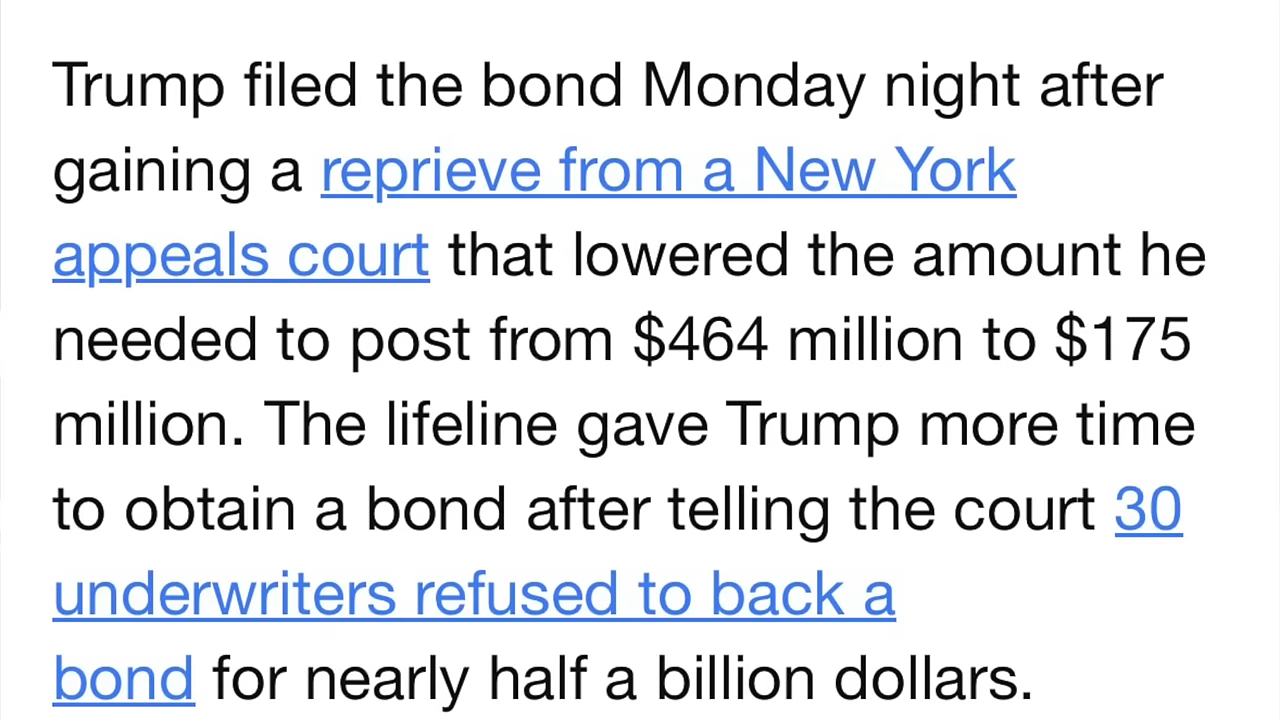 Trump filed the bond Monday night after
gaining a reprieve from a New York
appeals court that lowered the amount he
needed to post from $464 million to $175
million. The lifeline gave Trump more time
to obtain a bond after telling the court 30
underwriters refused to back a
bond for nearly half a billion dollars.